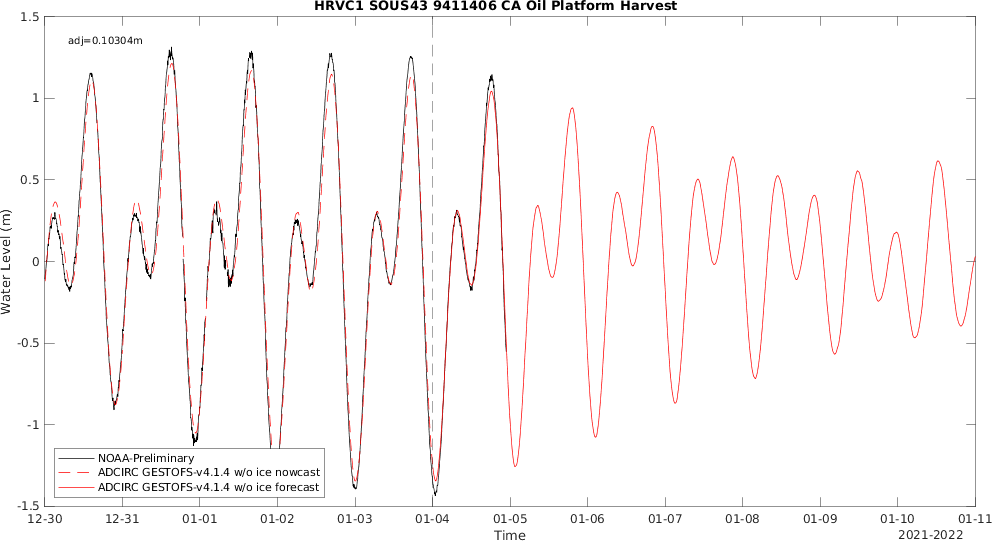 HRVC1 SOUS43 9411406 CA Oil Platform Harvest
adj=0.10304m
1.5
1
0.5
0
-0.5
-1
-1.5
Water Level (m)
NOAA-Preliminary
ADCIRC GESTOFS-v4.1.4 w/o ice nowcast
ADCIRC GESTOFS-v4.1.4 w/o ice forecast
12-30 12-31 01-01 01-02 01-03 01-04 01-05 01-06 01-07 01-08 01-09 01-10 01-11
Time
2021-2022